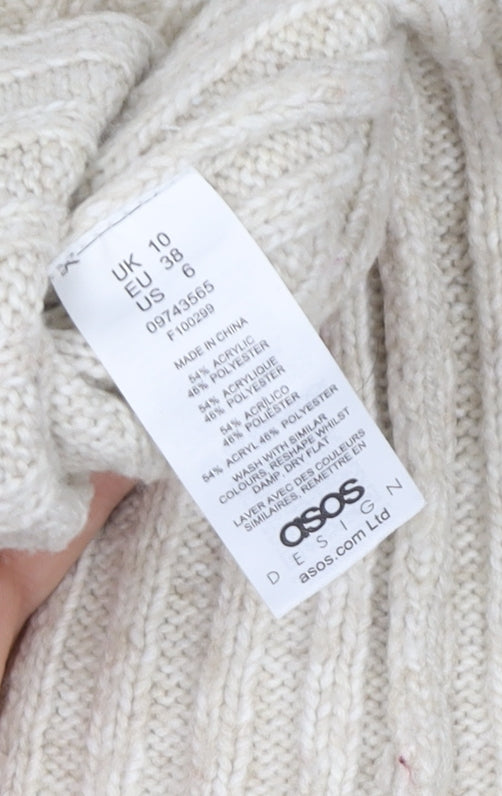 UK 10
EU 38
US 6
09743565
F100299
MADE IN CHINA
54% ACRYLIC
46% POLYESTER
54% ACRYLIQUE
46% POLYESTER
54% ACRÍLICO
46% POLIÉSTER
54% ACRYL 46% POLYESTER
WASH WITH SIMILAR
COLOURS, RESHAPE WHILST
DAMP, DRY FLAT
LAVER AVEC DES COULEURS
SIMILAIRES, REMETTRE EN
asos
DESIGN
asos.com Ltd